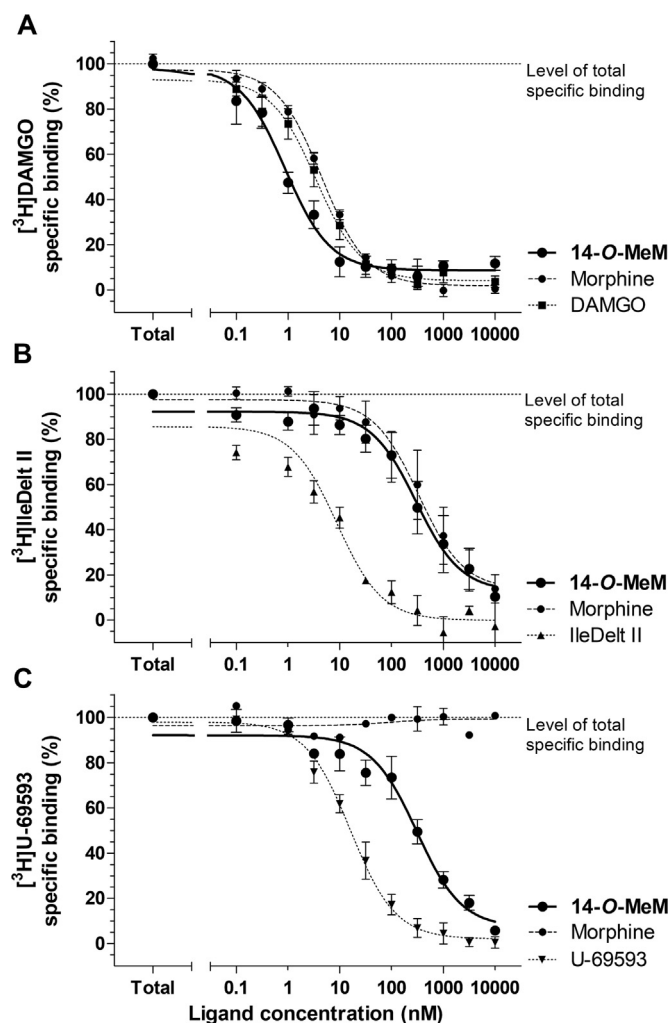 A
[³H]DAMGO
specific binding (%)
100
80
60
40
20
0
Level of total
specific binding
14-O-MeM
Morphine
DAMGO
Total 0.1 1 10 100 1000 10000
B
[³H]IleDelt II
specific binding (%)
100
80
60
40
20
0
Level of total
specific binding
14-O-MeM
Morphine
IleDelt II
Total 0.1 1 10 100 1000 10000
C
[³H]U-69593
specific binding (%)
100
80
60
40
20
0
Level of total
specific binding
14-O-MeM
Morphine
U-69593
Total 0.1 1 10 100 1000 10000
Ligand concentration (nM)